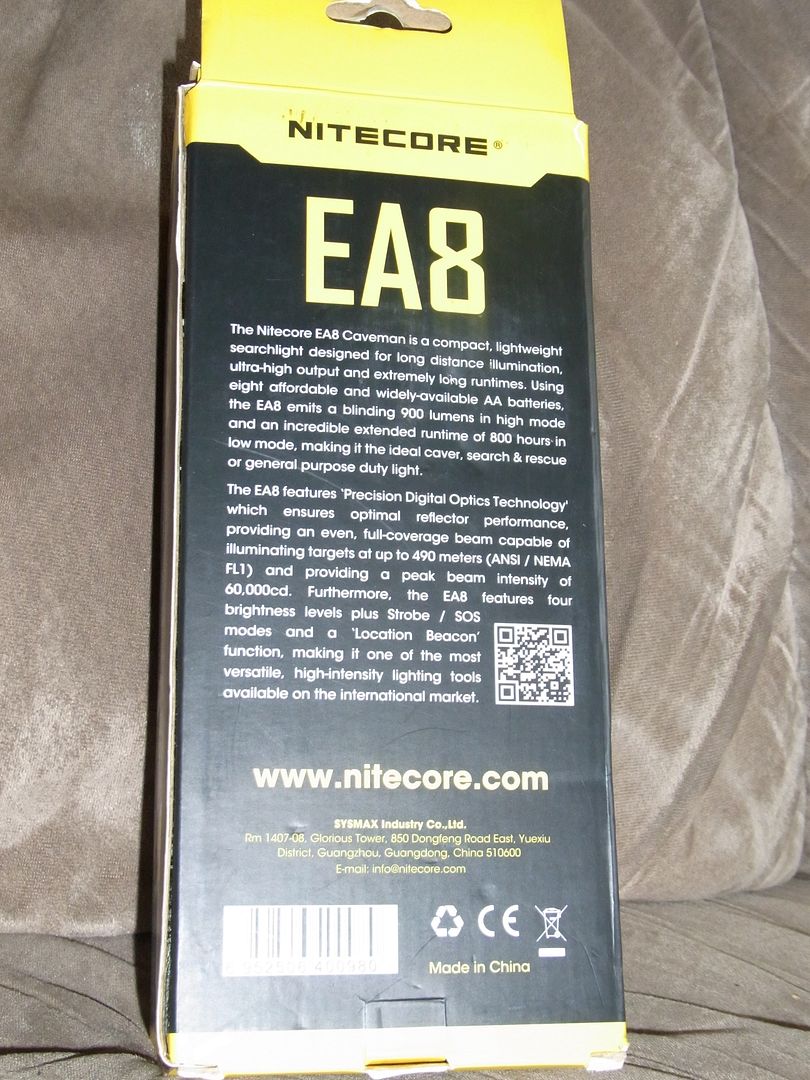 NITECORE®
EA8
The Nitecore EA8 Caveman is a compact, lightweight
searchlight designed for long distance illumination,
ultra-high output and extremely long runtimes. Using
eight affordable and widely-available AA batteries,
the EA8 emits a blinding 900 lumens in high mode
and an incredible extended runtime of 800 hours in
low mode, making it the ideal caver, search & rescue
or general purpose duty light.
The EA8 features 'Precision Digital Optics Technology'
which ensures optimal reflector performance,
providing an even, full-coverage beam capable of
illuminating targets at up to 490 meters (ANSI / NEMA
FL1) and providing a peak beam intensity of
60,000cd. Furthermore, the EA8 features four
brightness levels plus Strobe / SOS
modes and a 'Location Beacon'
function, making it one of the most
versatile, high-intensity lighting tools
available on the international market.
www.nitecore.com
SYSMAX Industry Co.,Ltd.
Rm 1407-08, Glorious Tower, 850 Dongfeng Road East, Yuexiu
District, Guangzhou, Guangdong, China 510600
E-mail: info@nitecore.com
CE
Made in China